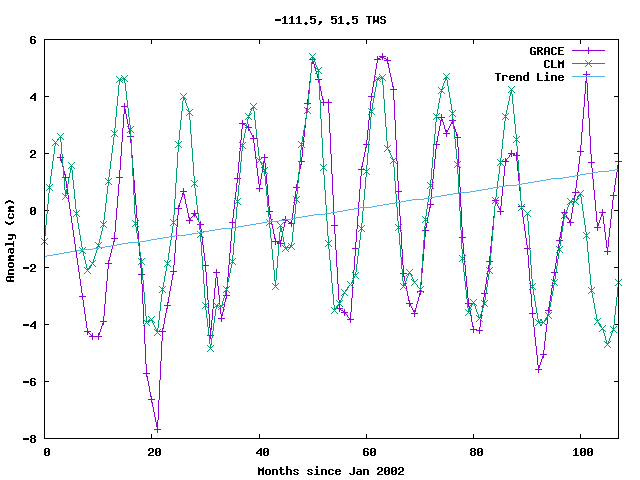 -111.5, 51.5 TWS
GRACE
CLM
Trend Line
6
4
2
0
-2
-4
-6
-8
Anomaly (cm)
0 20 40 60 80 100
Months since Jan 2002